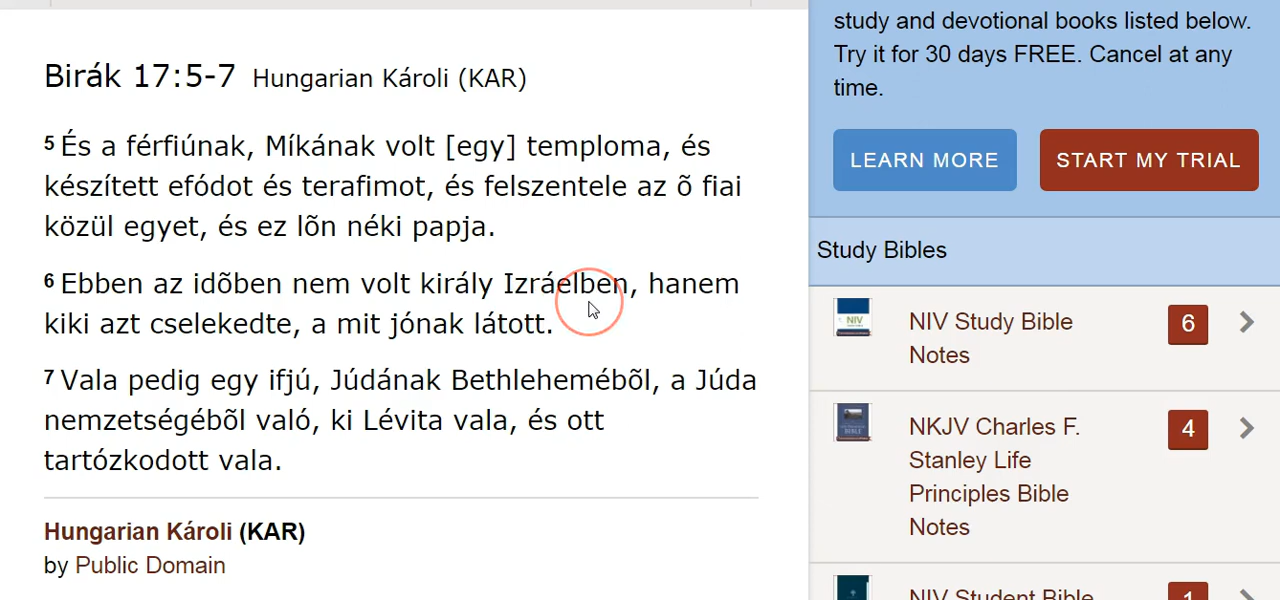 Birák 17:5-7 Hungarian Károli (KAR)
5 És a férfiúnak, Míkának volt [egy] temploma, és
készített efódot és terafimot, és felszentele az õ fiai
közül egyet, és ez lõn néki papja.
6 Ebben az idõben nem volt király Izráelben, hanem
kiki azt cselekedte, a mit jónak látott.
7 Vala pedig egy ifjú, Júdának Bethlehemébõl, a Júda
nemzetségébõl való, ki Lévita vala, és ott
tartózkodott vala.
Hungarian Károli (KAR)
by Public Domain
study and devotional books listed below.
Try it for 30 days FREE. Cancel at any
time.
LEARN MORE
START MY TRIAL
Study Bibles
NIV
NIV Study Bible
Notes
6
NKJV Charles F.
Stanley Life
Principles Bible
Notes
4
NIV Student Bible
1